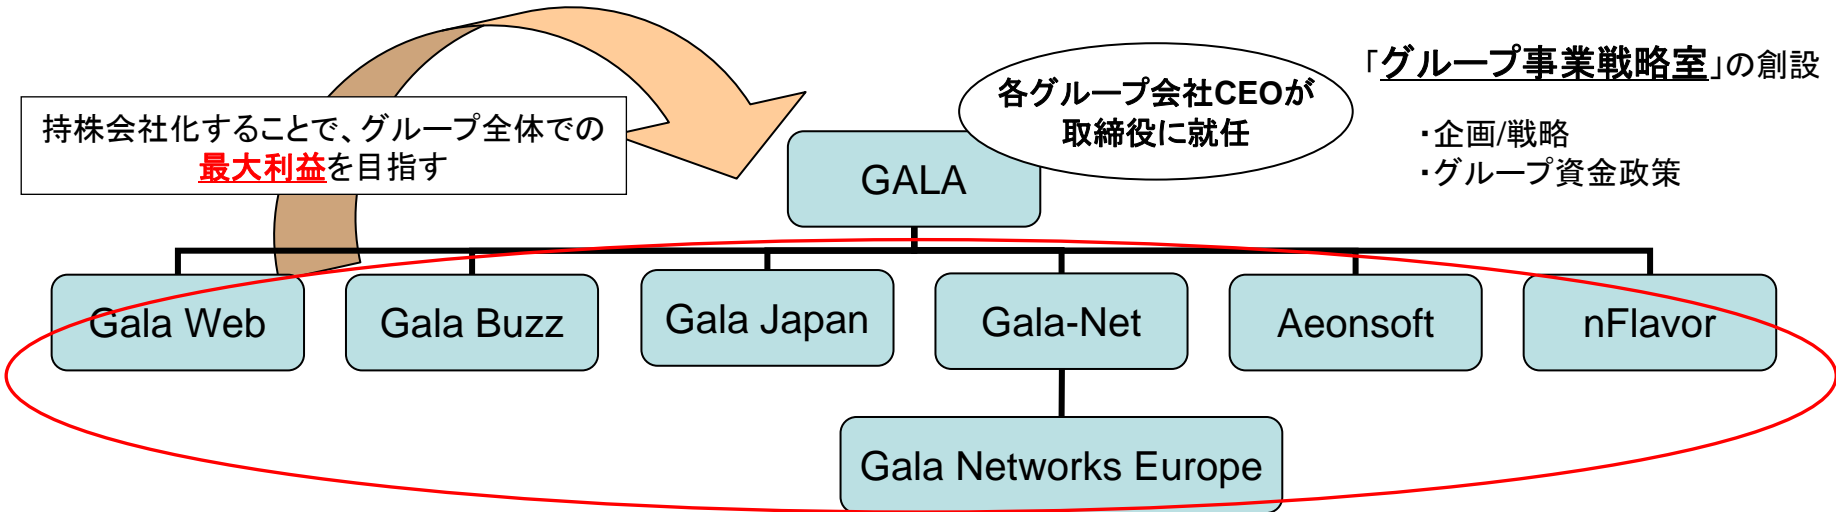 持株会社化することで、グループ全体での
最大利益を目指す
各グループ会社CEOが
取締役に就任
「グループ事業戦略室」の創設
・企画/戦略
・グループ資金政策
GALA
Gala Web
Gala Buzz
Gala Japan
Gala-Net
Aeonsoft
nFlavor
Gala Networks Europe